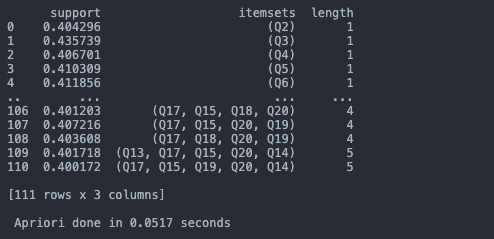 support itemsets length
0 0.404296 (Q2) 1
1 0.435739 (Q3) 1
2 0.406701 (Q4) 1
3 0.410309 (Q5) 1
4 0.411856 (Q6) 1
.. ... ... ...
106 0.401203 (Q17, Q15, Q18, Q20) 4
107 0.407216 (Q17, Q15, Q20, Q19) 4
108 0.403608 (Q17, Q18, Q20, Q19) 4
109 0.401718 (Q13, Q17, Q15, Q20, Q14) 5
110 0.400172 (Q17, Q15, Q19, Q20, Q14) 5
[111 rows x 3 columns]
Apriori done in 0.0517 seconds